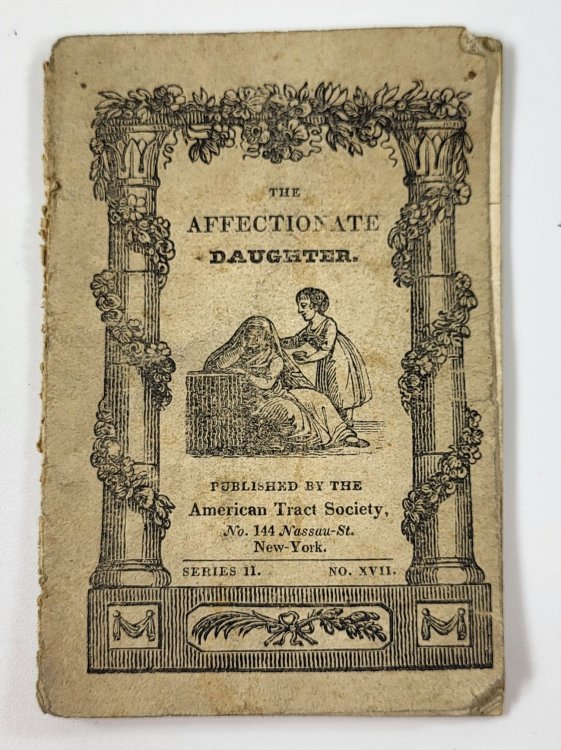 THE
AFFECTIONATE
DAUGHTER.
PUBLISHED BY THE
American Tract Society,
No. 144 Nassau-St.
New-York.
SERIES II. NO. XVII.